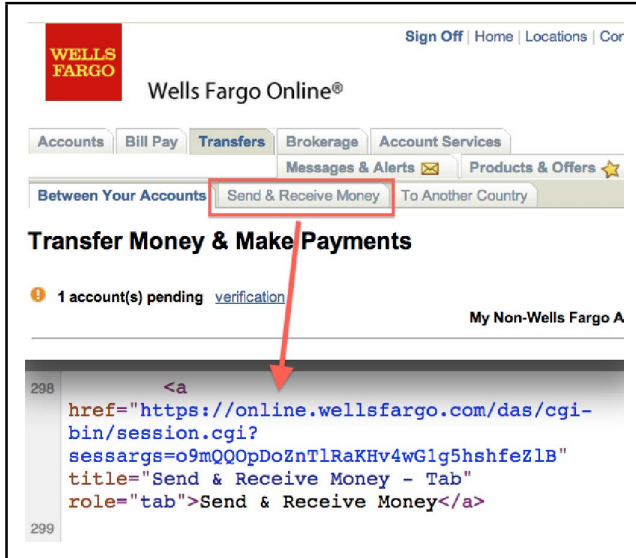 Sign Off | Home | Locations | Cor
WELLS
FARGO
Wells Fargo Online®
Accounts Bill Pay Transfers Brokerage Account Services
Messages & Alerts Products & Offers
Between Your Accounts Send & Receive Money To Another Country
Transfer Money & Make Payments
1 account(s) pending verification
My Non-Wells Fargo A
298 <a
href="https://online.wellsfargo.com/das/cgi-
bin/session.cgi?
sessargs=o9mQQOpDoZnTlRaKHv4wG1g5hshfeZlB"
title="Send & Receive Money - Tab"
role="tab">Send & Receive Money</a>
299